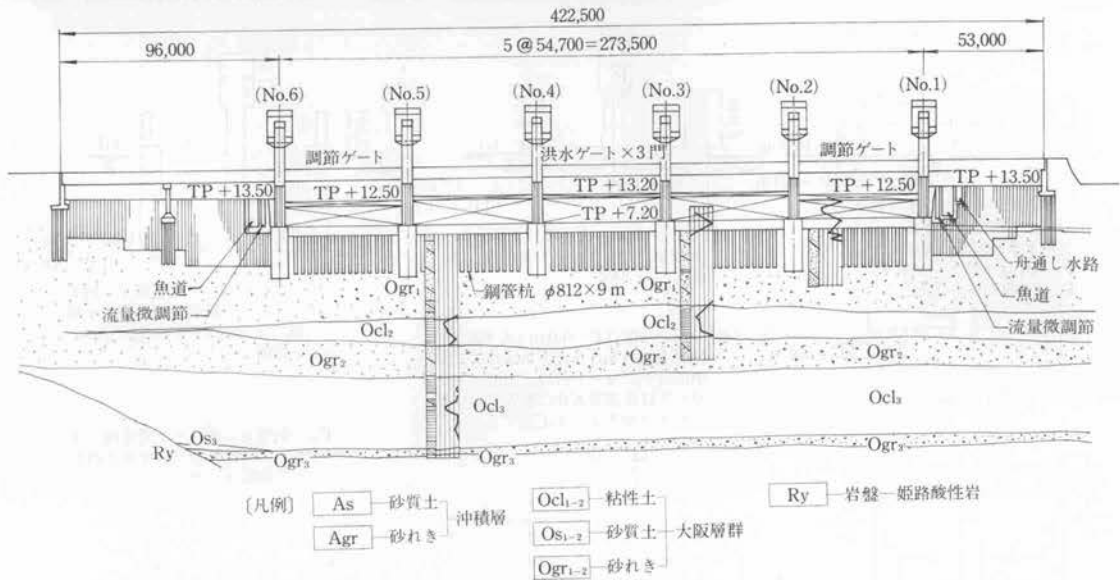 422,500
96,000
5@54,700=273,500
53,000
(No.6)
(No.5)
(No.4)
(No.3)
(No.2)
(No.1)
調節ゲート
洪水ゲート×3門
調節ゲート
TP +13.50
TP +12.50
TP +13.20
TP +12.50
TP +13.50
TP +7.20
魚道
流量微調節
Ogr₁
鋼管杭 φ812×9 m
Ogr₁
舟通し水路
魚道
流量微調節
Ocl₂
Ocl₂
Ogr₂
Ogr₂
Ogr₂
Ocl₃
Ocl₃
Os₃
Ry
Ogr₃
Ogr₃
Ogr₃
〔凡例〕
As 砂質土
Agr 砂れき
沖積層
Ocl₁₋₂ 粘性土
Os₁₋₂ 砂質土
Ogr₁₋₂ 砂れき
大阪層群
Ry 岩盤―姫路酸性岩